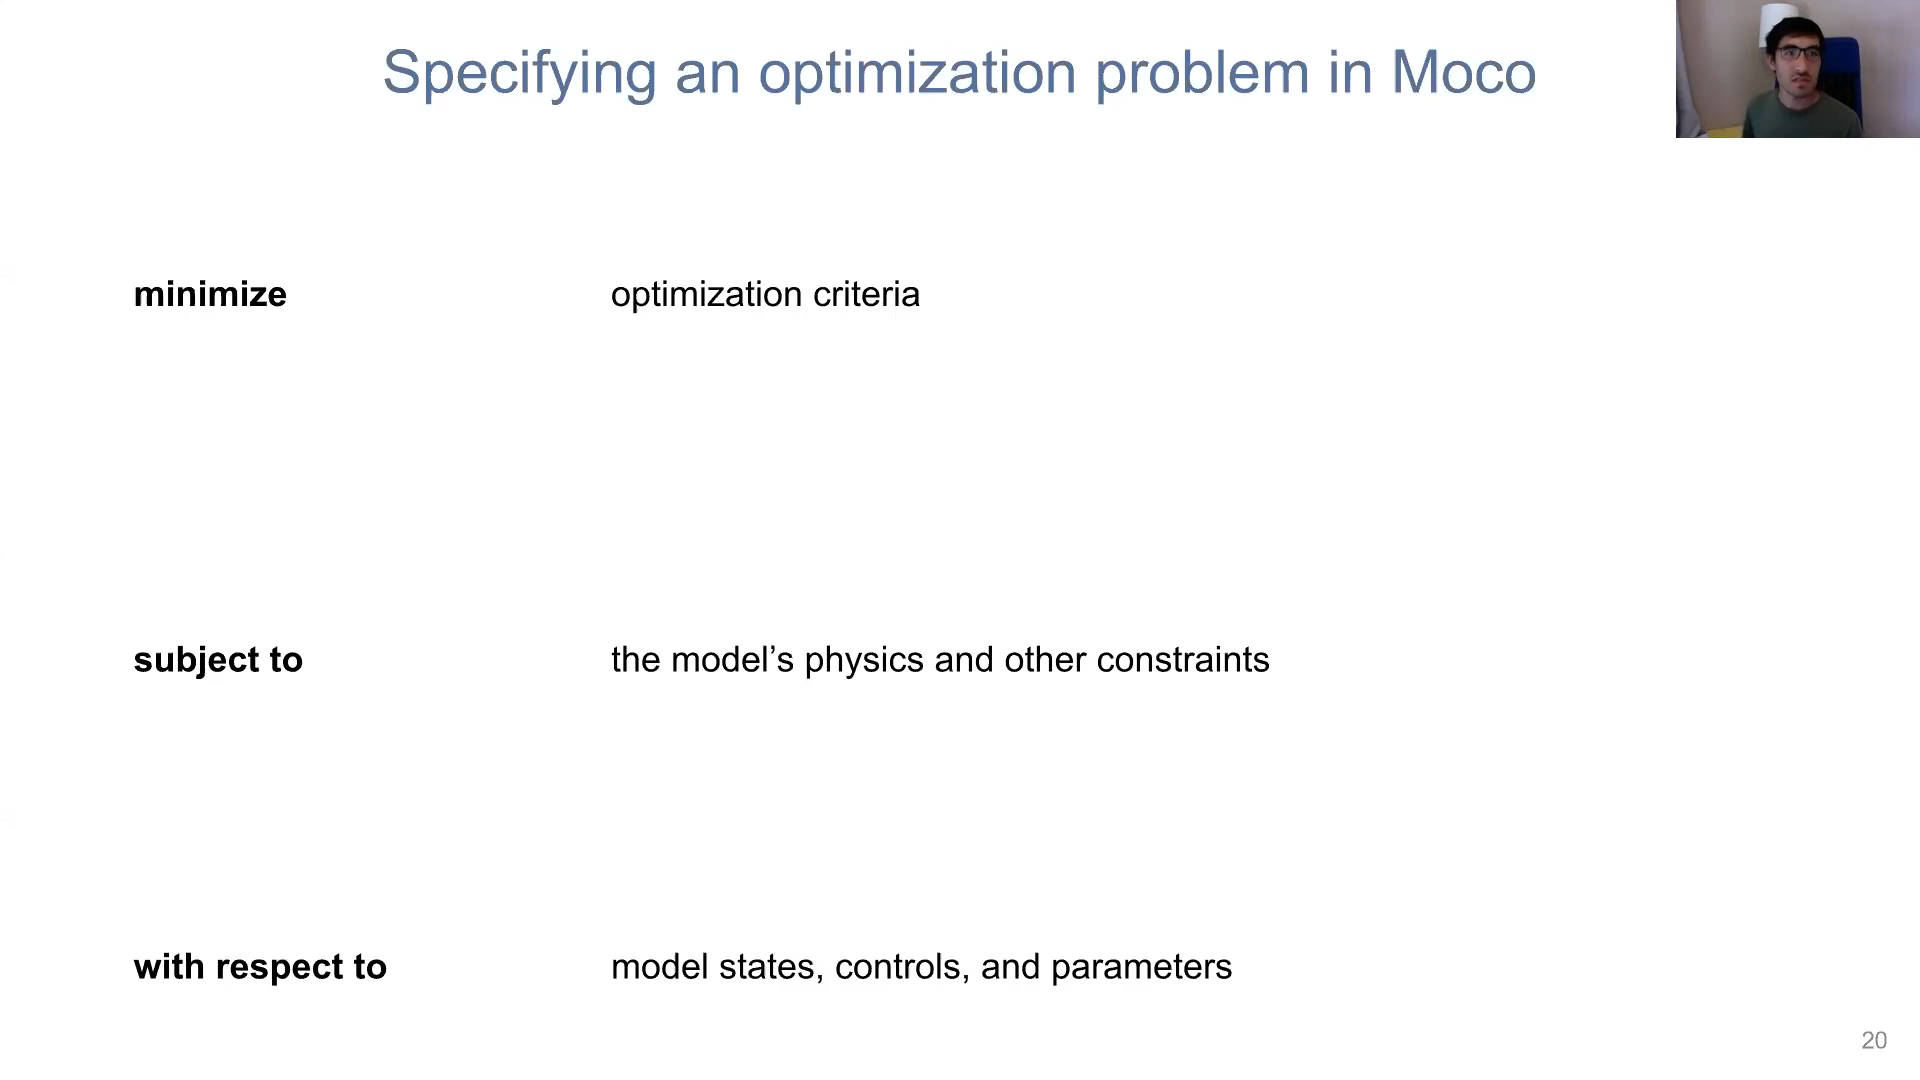 Specifying an optimization problem in Moco
minimize optimization criteria
subject to the model’s physics and other constraints
with respect to model states, controls, and parameters
20